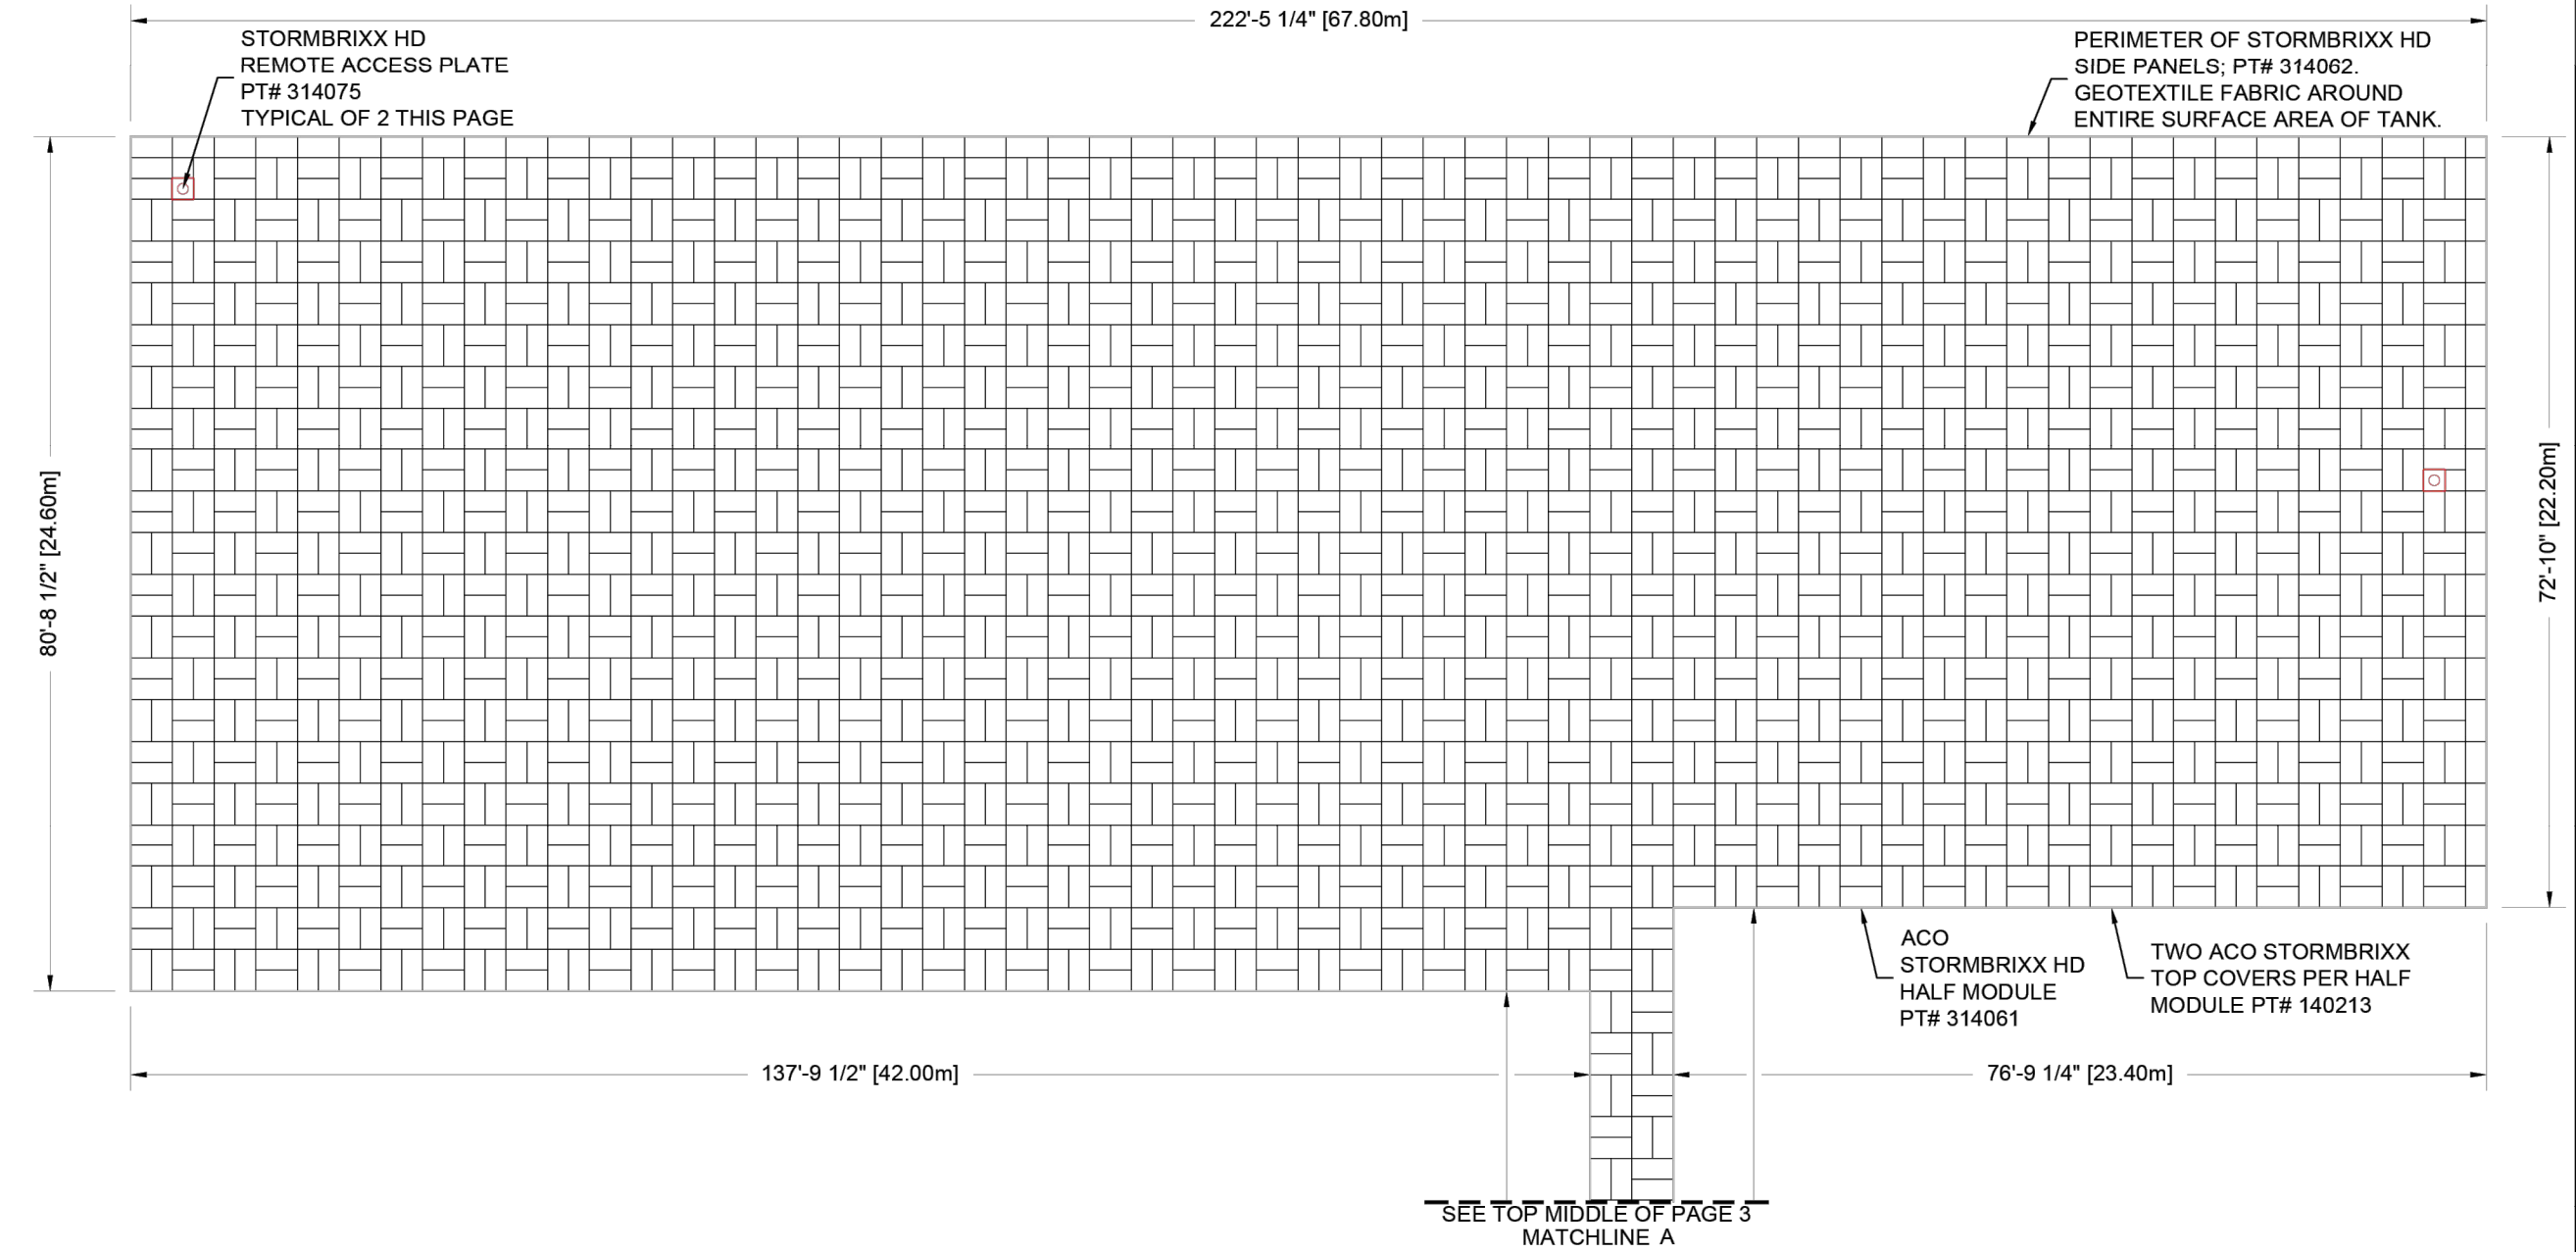 222'-5 1/4" [67.80m]
STORMBRIXX HD
REMOTE ACCESS PLATE
PT# 314075
TYPICAL OF 2 THIS PAGE
PERIMETER OF STORMBRIXX HD
SIDE PANELS; PT# 314062.
GEOTEXTILE FABRIC AROUND
ENTIRE SURFACE AREA OF TANK.
80'-8 1/2" [24.60m]
72'-10" [22.20m]
ACO
STORMBRIXX HD
HALF MODULE
PT# 314061
TWO ACO STORMBRIXX
TOP COVERS PER HALF
MODULE PT# 140213
137'-9 1/2" [42.00m]
76'-9 1/4" [23.40m]
SEE TOP MIDDLE OF PAGE 3
MATCHLINE A